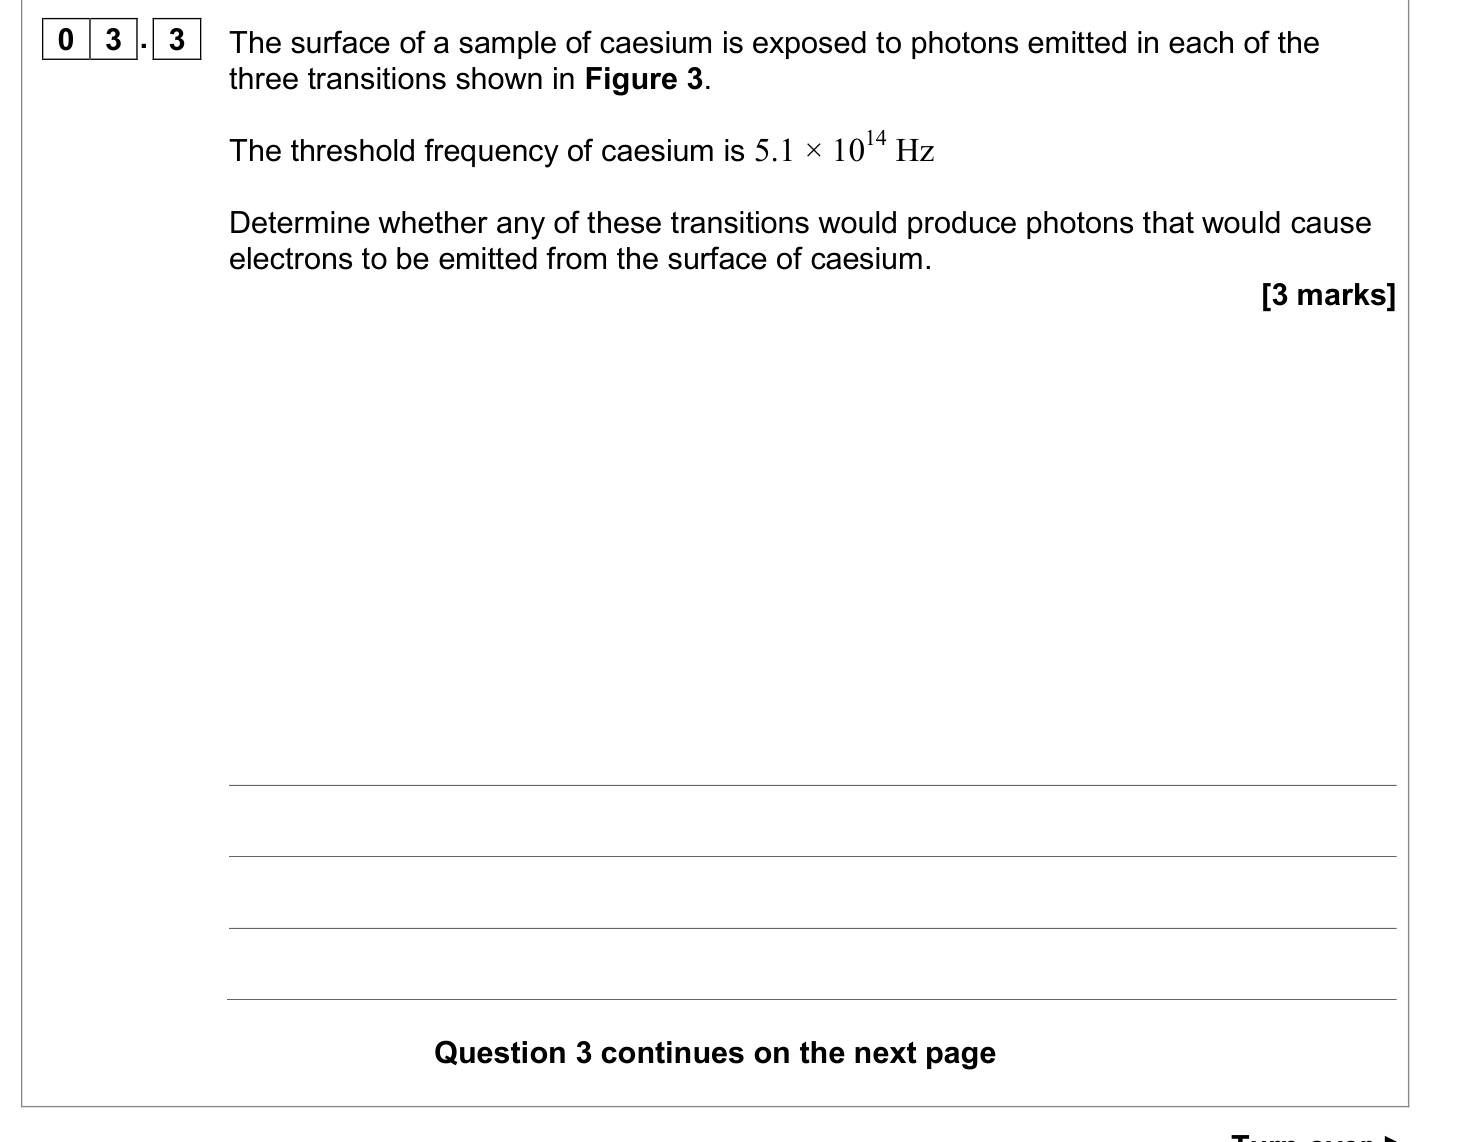 0 3 . 3 The surface of a sample of caesium is exposed to photons emitted in each of the
three transitions shown in Figure 3.
The threshold frequency of caesium is 5.1 × 10¹⁴ Hz
Determine whether any of these transitions would produce photons that would cause
electrons to be emitted from the surface of caesium.
[3 marks]
Question 3 continues on the next page
Turn over ►